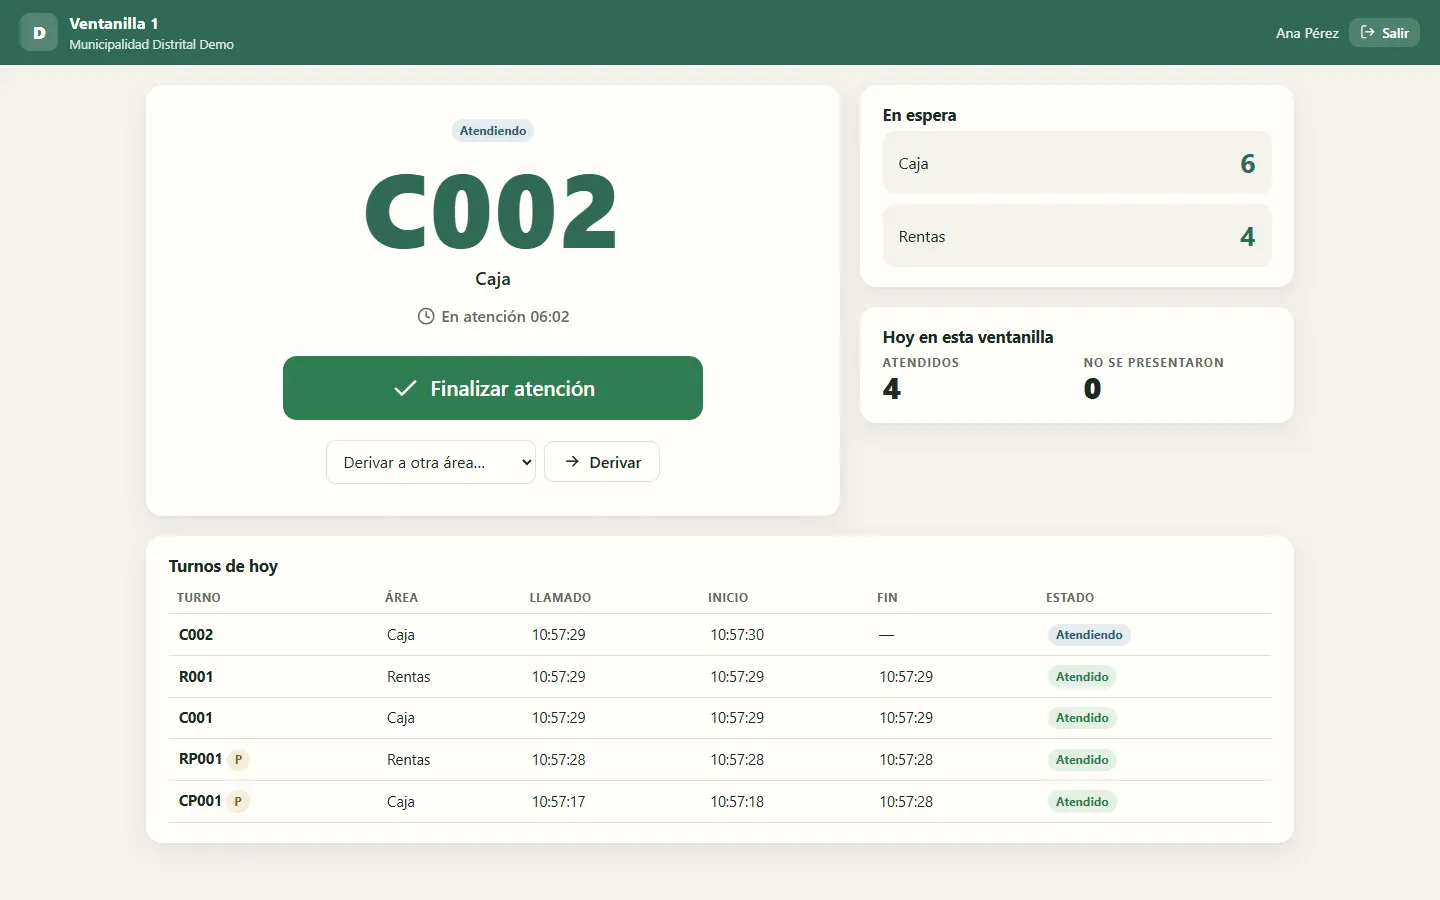 D
Ventanilla 1
Municipalidad Distrital Demo
Ana Pérez
Salir
Atendiendo
C002
Caja
En atención 06:02
Finalizar atención
Derivar a otra área...
Derivar
En espera
Caja 6
Rentas 4
Hoy en esta ventanilla
ATENDIDOS NO SE PRESENTARON
4 0
Turnos de hoy
TURNO ÁREA LLAMADO INICIO FIN ESTADO
C002 Caja 10:57:29 10:57:30 — Atendiendo
R001 Rentas 10:57:29 10:57:29 10:57:29 Atendido
C001 Caja 10:57:29 10:57:29 10:57:29 Atendido
RP001 P Rentas 10:57:28 10:57:28 10:57:28 Atendido
CP001 P Caja 10:57:17 10:57:18 10:57:28 Atendido